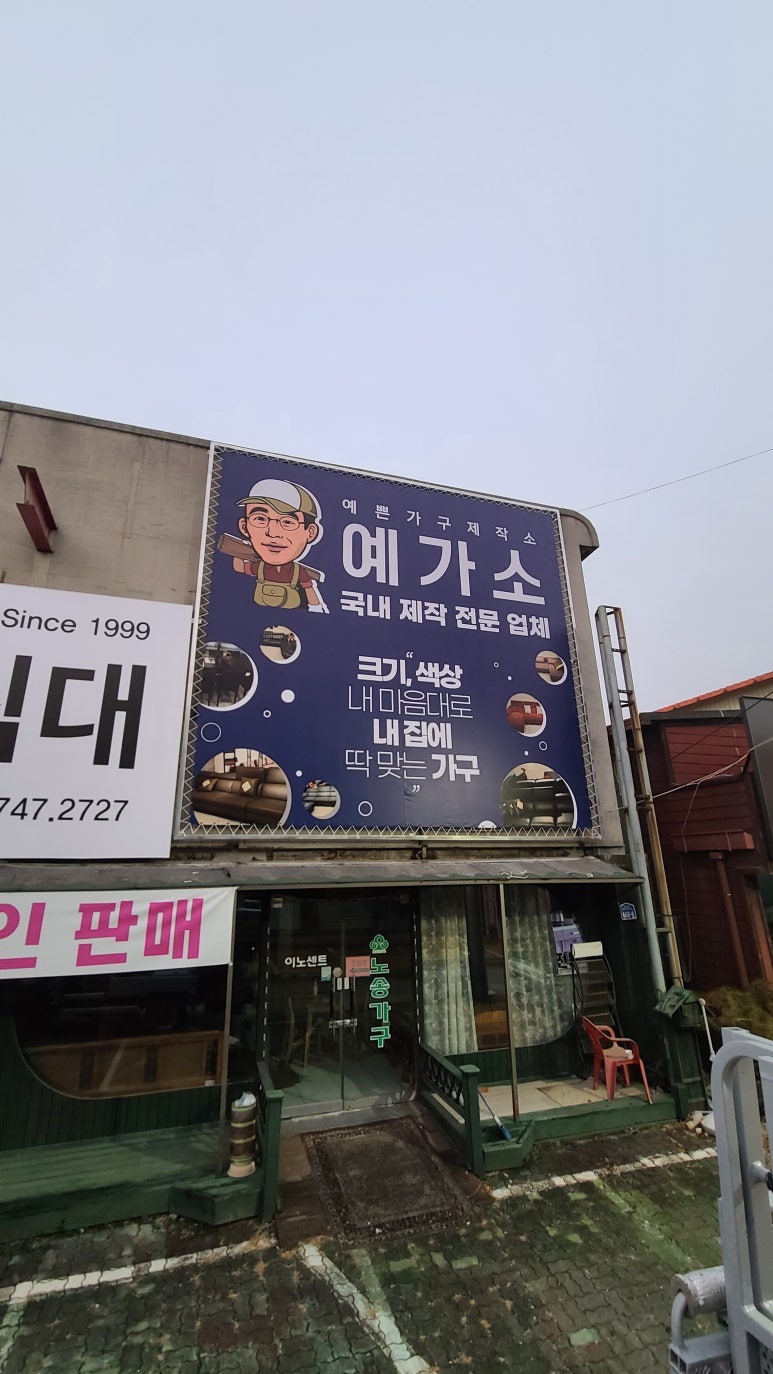 예쁜가구제작소
예가소
국내 제작 전문 업체
“
크기, 색상
내 마음대로
내 집에
딱 맞는 가구
”
Since 1999
대
747.2727
인 판매
이노센트
노송가구